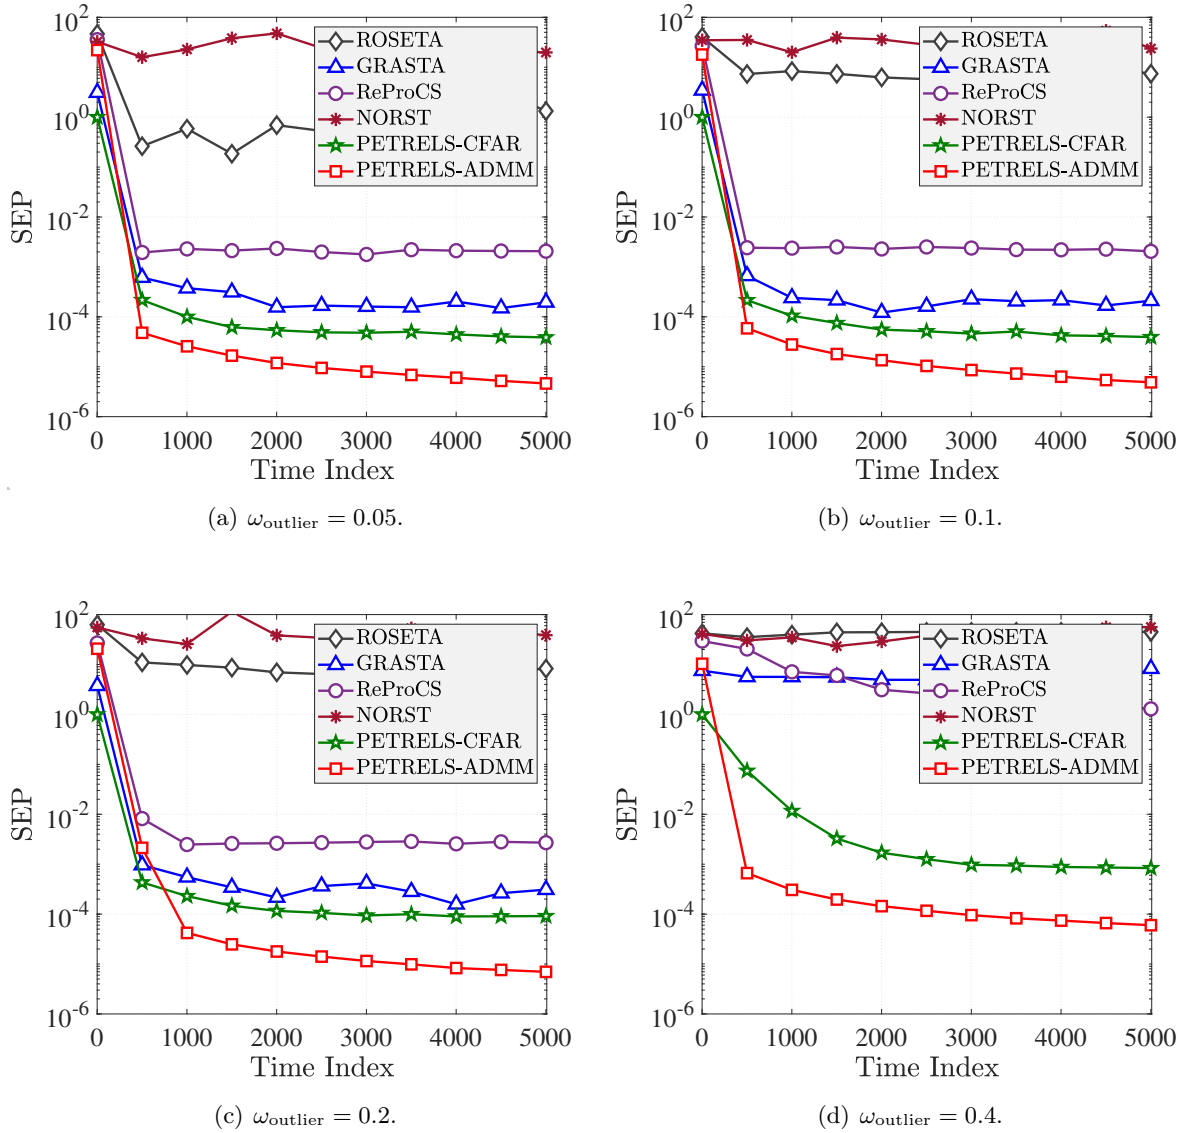 10^2
10^0
10^-2
10^-4
10^-6
SEP
ROSETA
GRASTA
ReProCS
NORST
PETRELS-CFAR
PETRELS-ADMM
0 1000 2000 3000 4000 5000
Time Index
(a) ω_outlier = 0.05.
10^2
10^0
10^-2
10^-4
10^-6
SEP
ROSETA
GRASTA
ReProCS
NORST
PETRELS-CFAR
PETRELS-ADMM
0 1000 2000 3000 4000 5000
Time Index
(b) ω_outlier = 0.1.
10^2
10^0
10^-2
10^-4
10^-6
SEP
ROSETA
GRASTA
ReProCS
NORST
PETRELS-CFAR
PETRELS-ADMM
0 1000 2000 3000 4000 5000
Time Index
(c) ω_outlier = 0.2.
10^2
10^0
10^-2
10^-4
10^-6
SEP
ROSETA
GRASTA
ReProCS
NORST
PETRELS-CFAR
PETRELS-ADMM
0 1000 2000 3000 4000 5000
Time Index
(d) ω_outlier = 0.4.